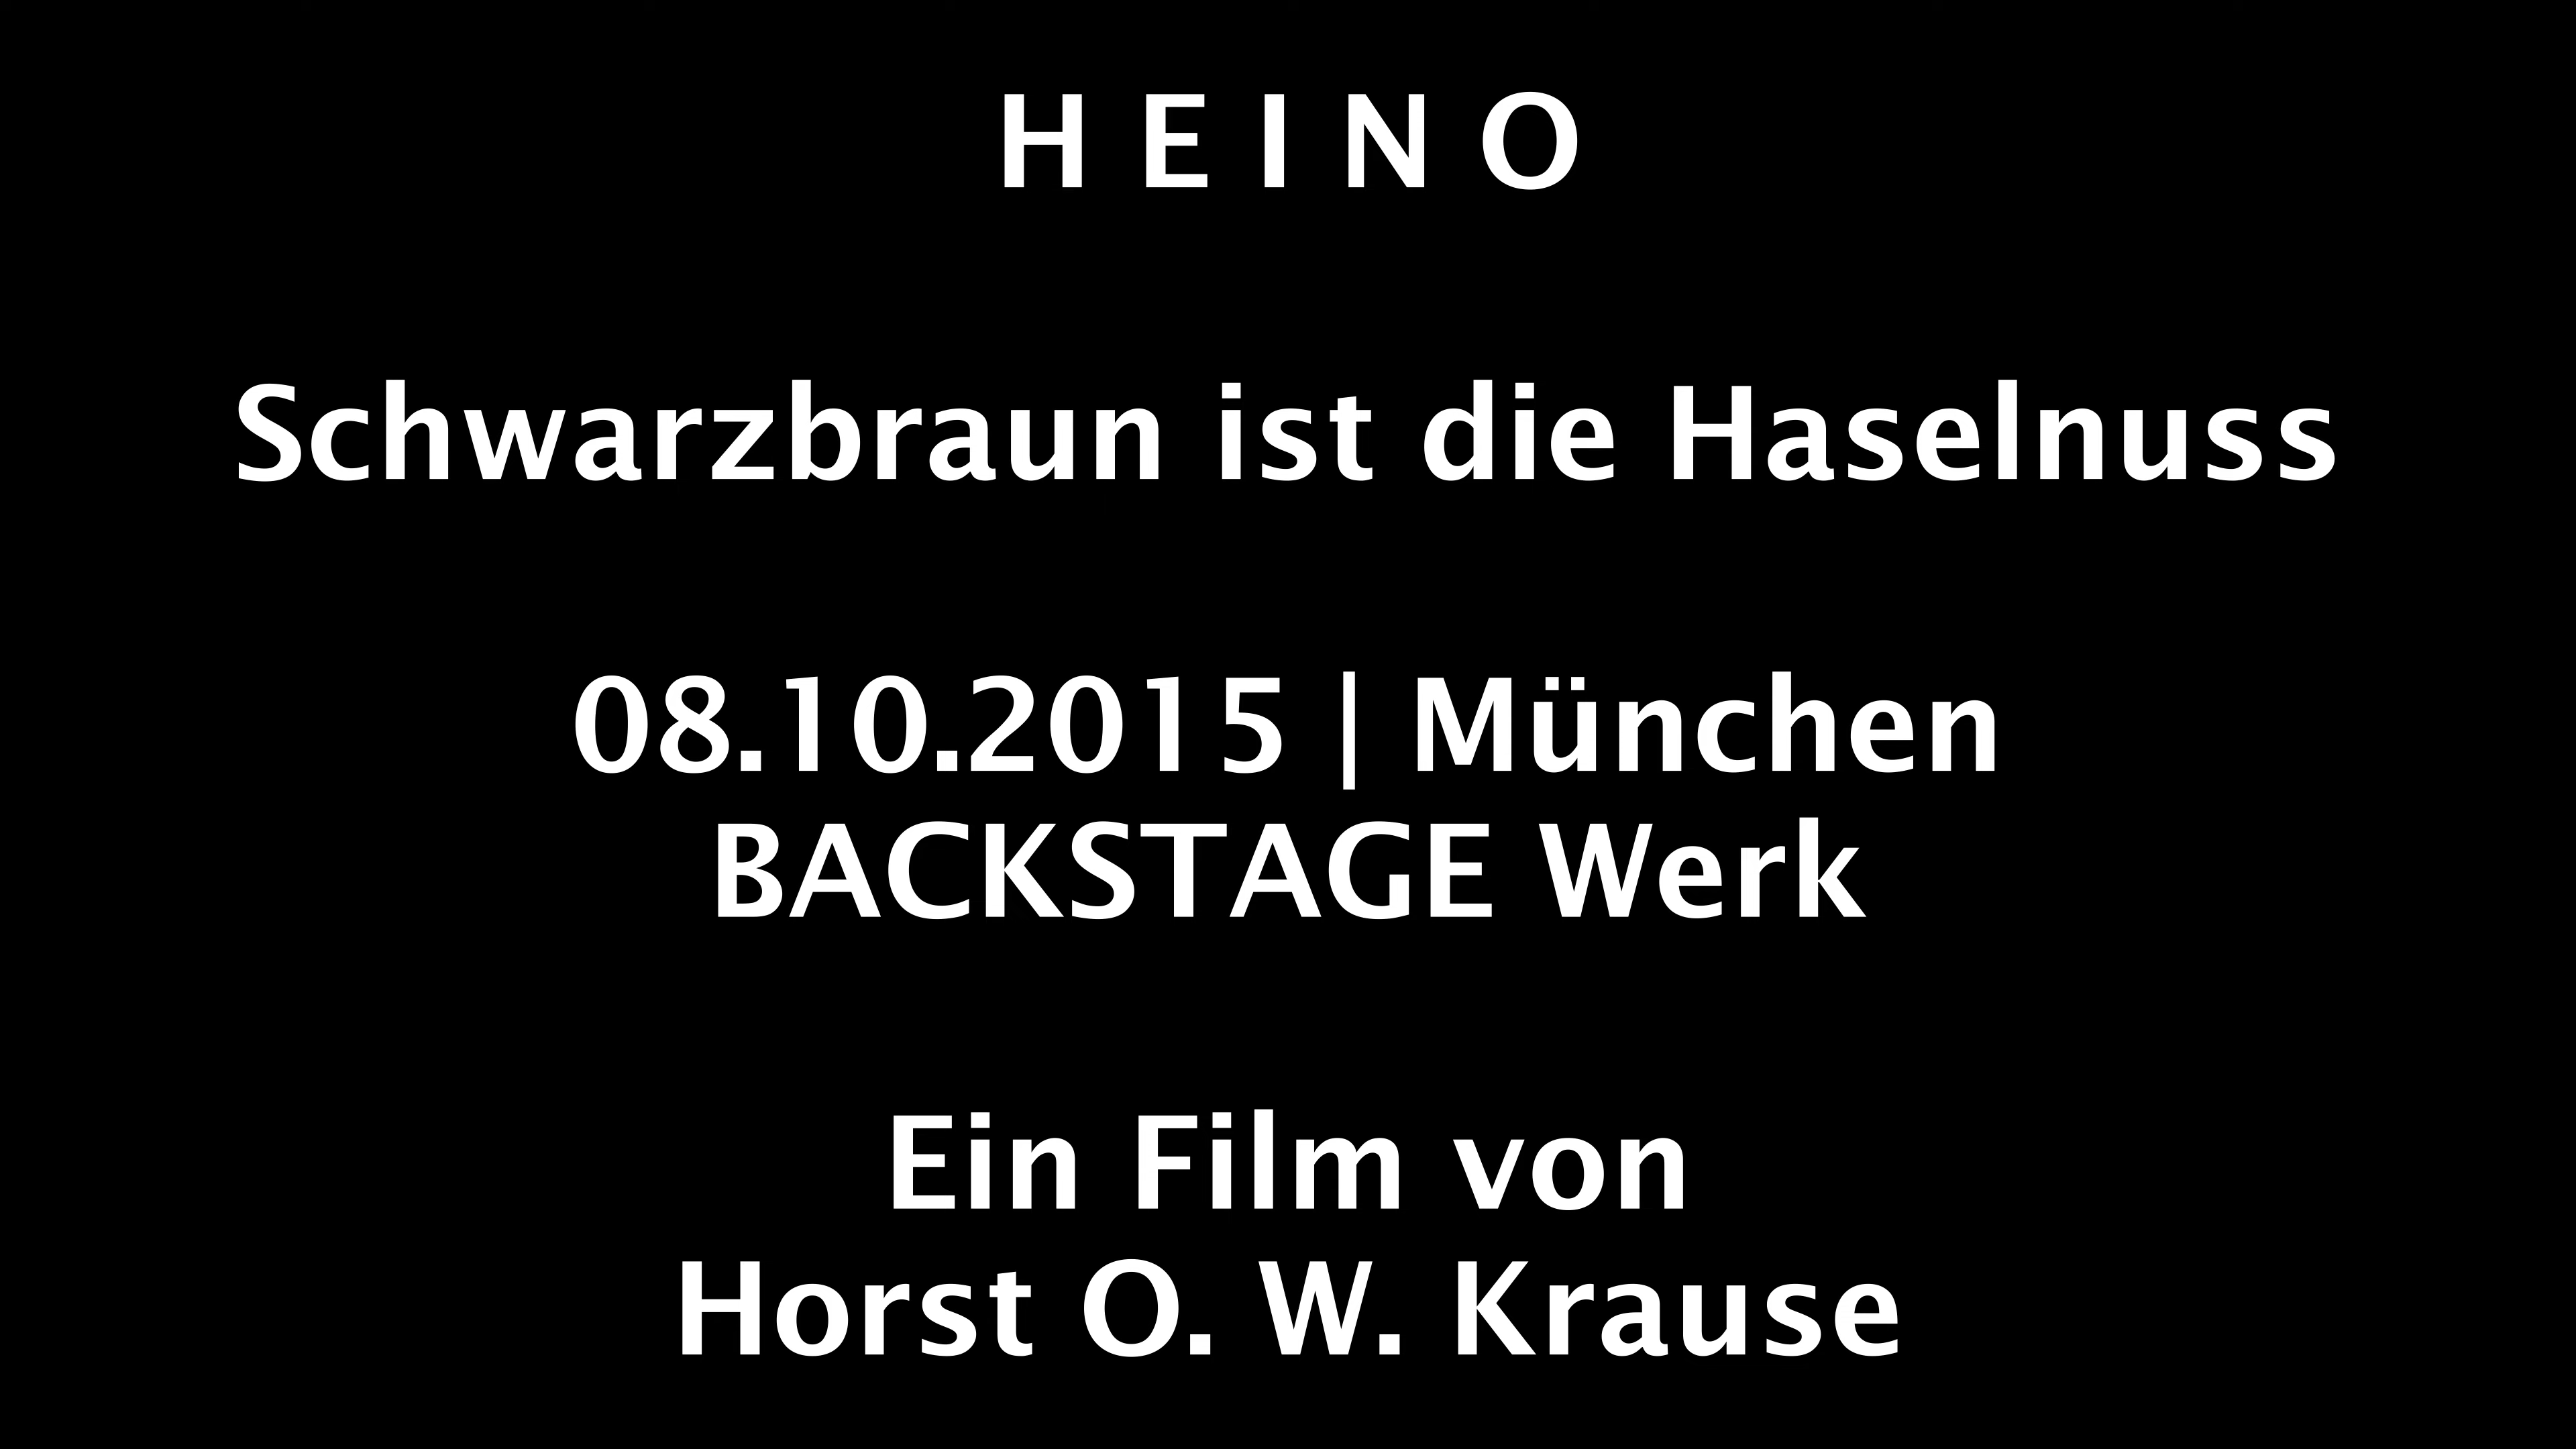 H E I N O
Schwarzbraun ist die Haselnuss
08.10.2015 | München
BACKSTAGE Werk
Ein Film von
Horst O. W. Krause